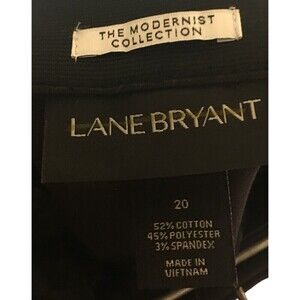 THE MODERNIST
COLLECTION
LANE BRYANT
20
52% COTTON
45% POLYESTER
3% SPANDEX
MADE IN
VIETNAM